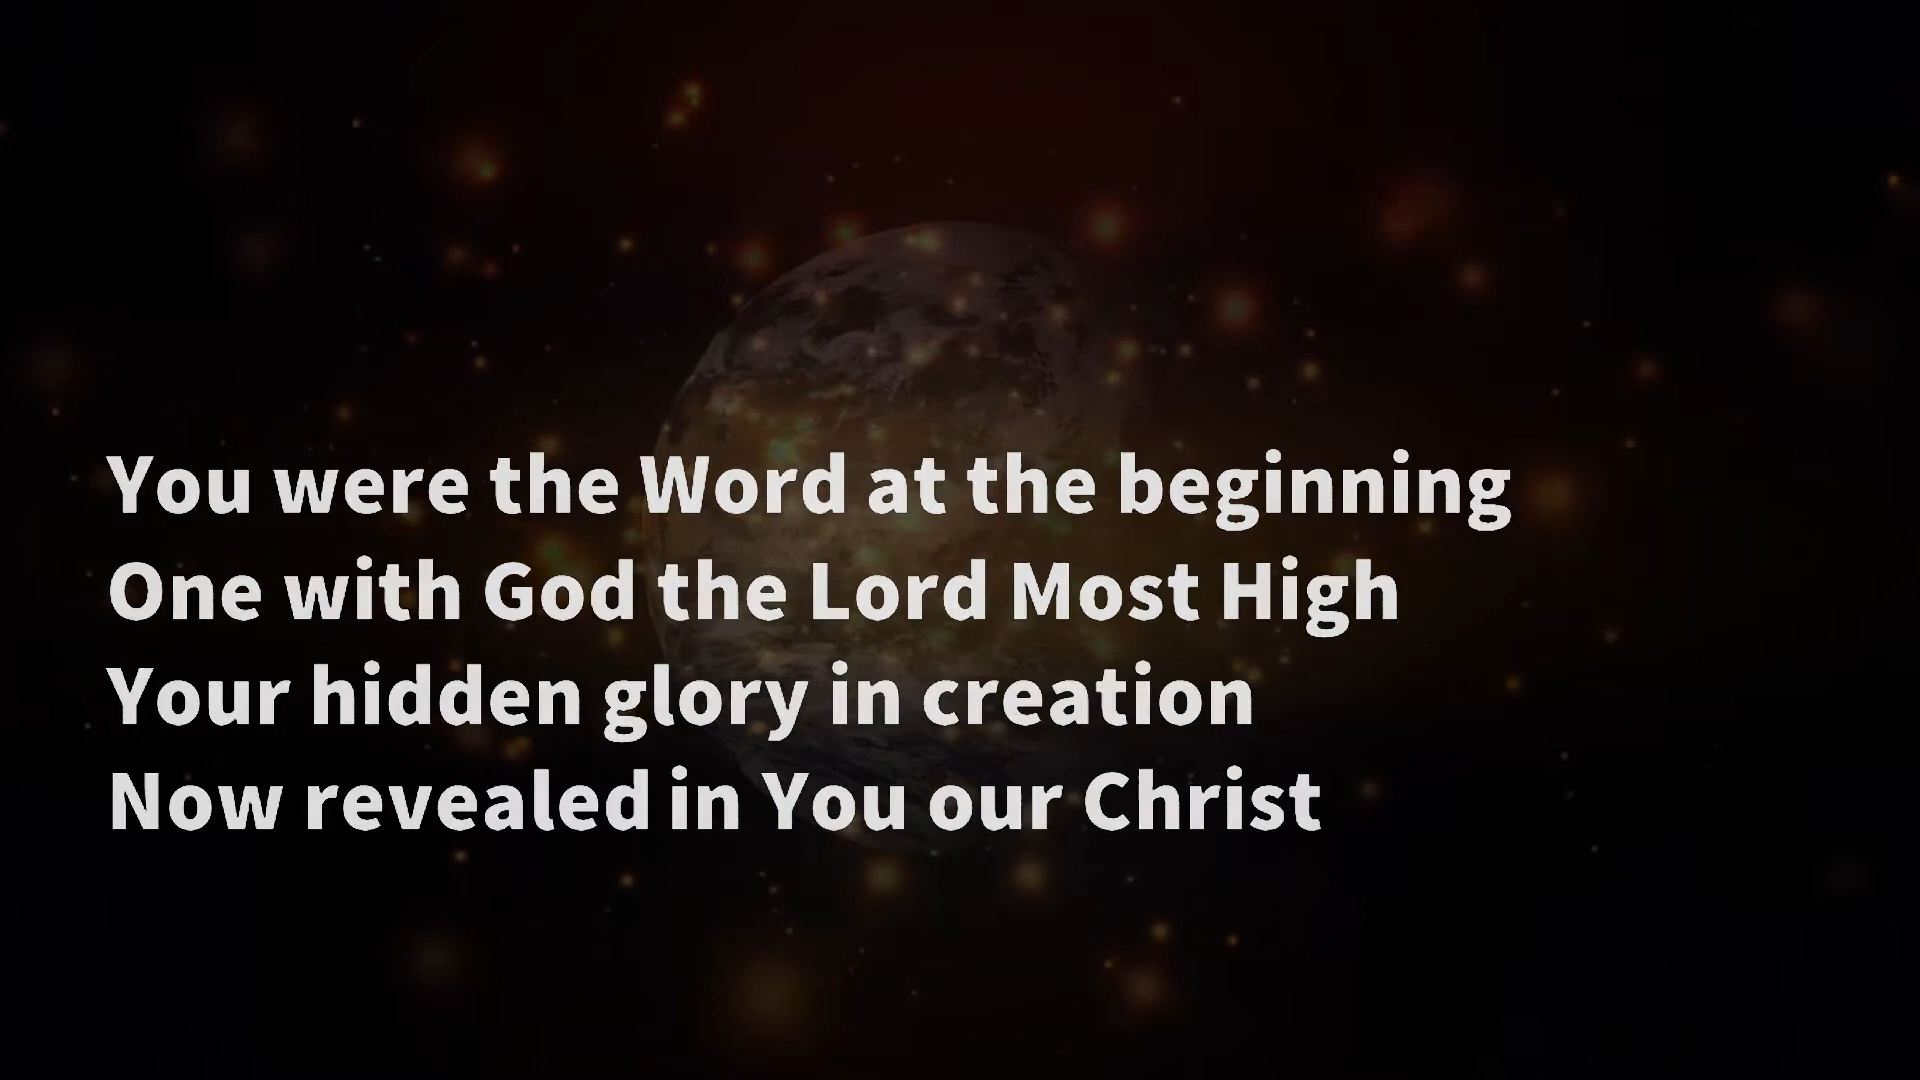 You were the Word at the beginning
One with God the Lord Most High
Your hidden glory in creation
Now revealed in You our Christ